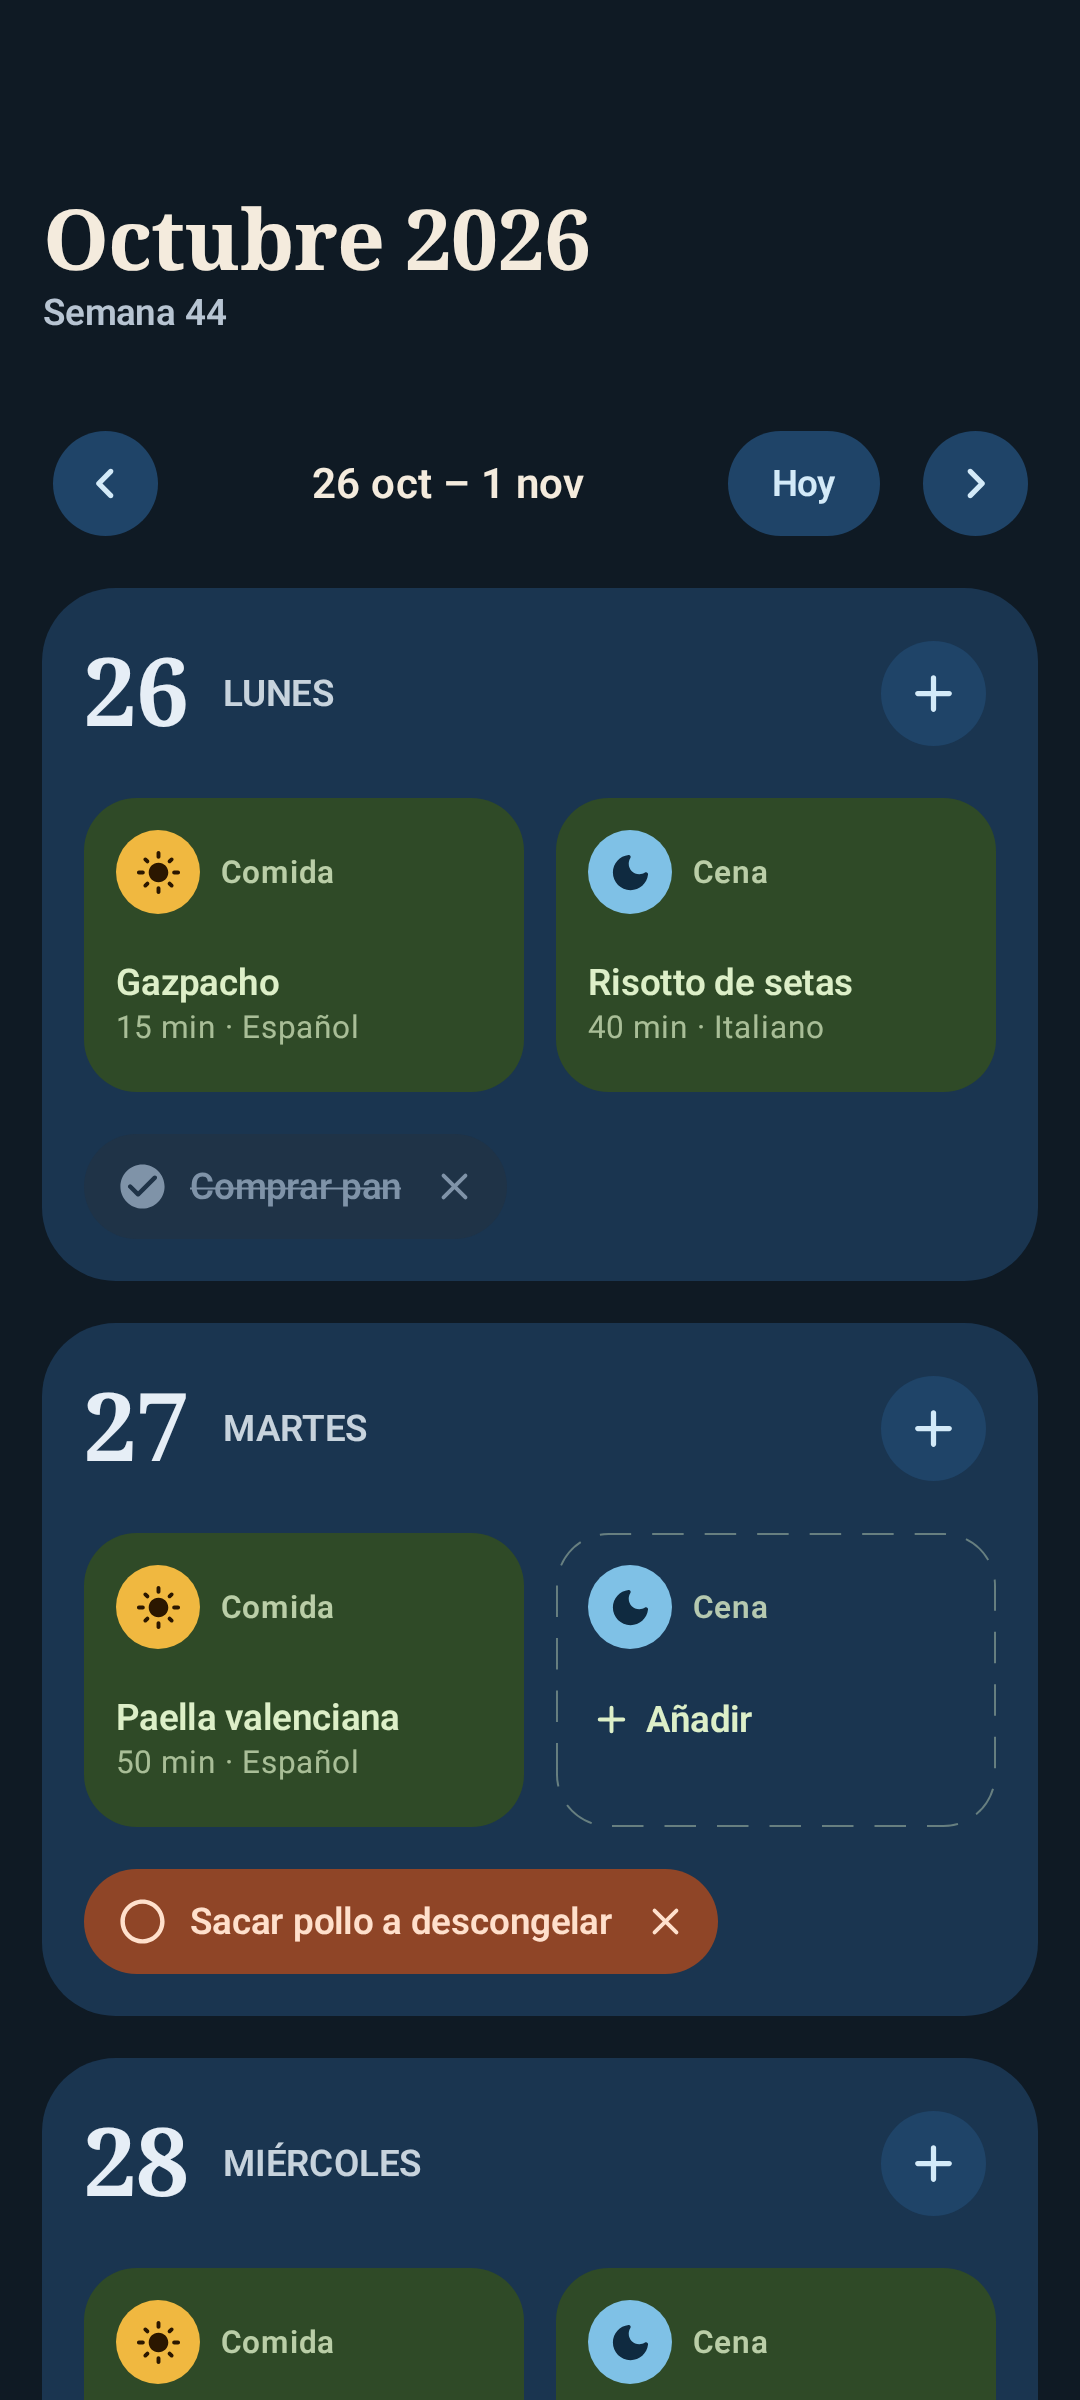 Octubre 2026
Semana 44
26 oct – 1 nov
Hoy
26 LUNES
Comida
Cena
Gazpacho
15 min · Español
Risotto de setas
40 min · Italiano
Comprar pan
27 MARTES
Comida
Cena
Paella valenciana
50 min · Español
Añadir
Sacar pollo a descongelar
28 MIÉRCOLES
Comida
Cena